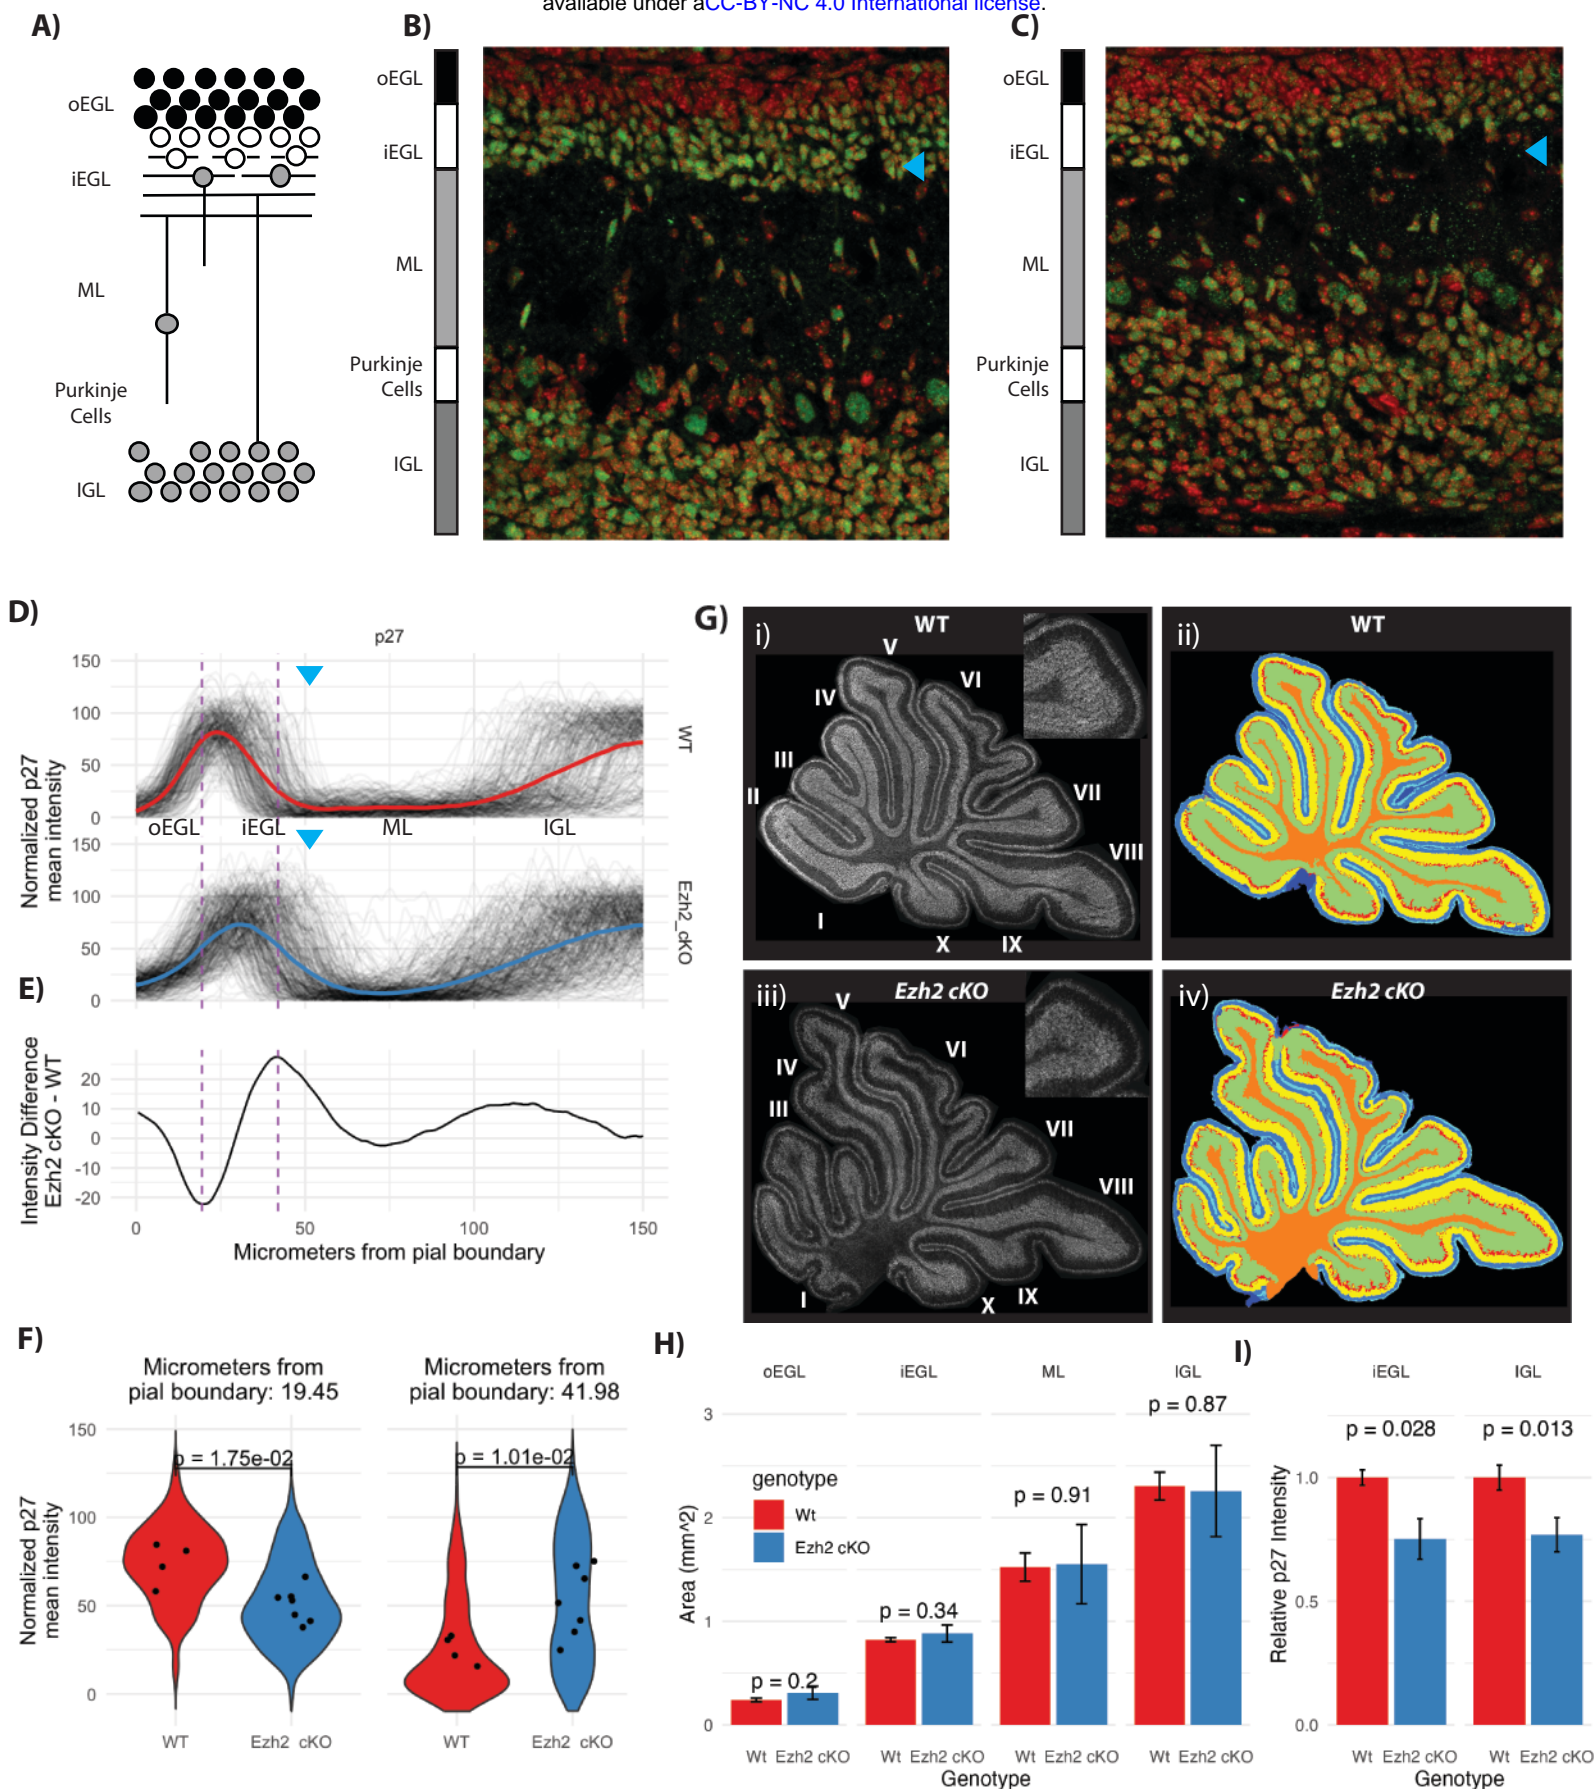 available under aCC-BY-NC 4.0 International license.
A)
oEGL
iEGL
ML
Purkinje
Cells
IGL
B)
oEGL
iEGL
ML
Purkinje
Cells
IGL
C)
oEGL
iEGL
ML
Purkinje
Cells
IGL
D)
p27
Normalized p27
mean intensity
150
100
50
0
WT
oEGL
iEGL
ML
IGL
150
100
50
0
Ezh2_cKO
E)
Intensity Difference
Ezh2 cKO - WT
20
10
0
-10
-20
0
50
100
150
Micrometers from pial boundary
F)
Micrometers from
pial boundary: 19.45
Micrometers from
pial boundary: 41.98
Normalized p27
mean intensity
150
100
50
0
p = 1.75e-02
p = 1.01e-02
WT
Ezh2 cKO
WT
Ezh2 cKO
G)
i)
WT
V
VI
IV
III
II
VII
VIII
I
X
IX
ii)
WT
iii)
Ezh2 cKO
V
VI
IV
III
VII
VIII
I
X
IX
iv)
Ezh2 cKO
H)
oEGL
iEGL
ML
IGL
Area (mm^2)
3
2
1
0
genotype
Wt
Ezh2 cKO
p = 0.2
p = 0.34
p = 0.91
p = 0.87
Wt
Ezh2 cKO
Wt
Ezh2 cKO
Wt
Ezh2 cKO
Wt
Ezh2 cKO
Genotype
I)
iEGL
IGL
Relative p27 Intensity
1.0
0.5
0.0
p = 0.028
p = 0.013
Wt
Ezh2 cKO
Wt
Ezh2 cKO
Genotype